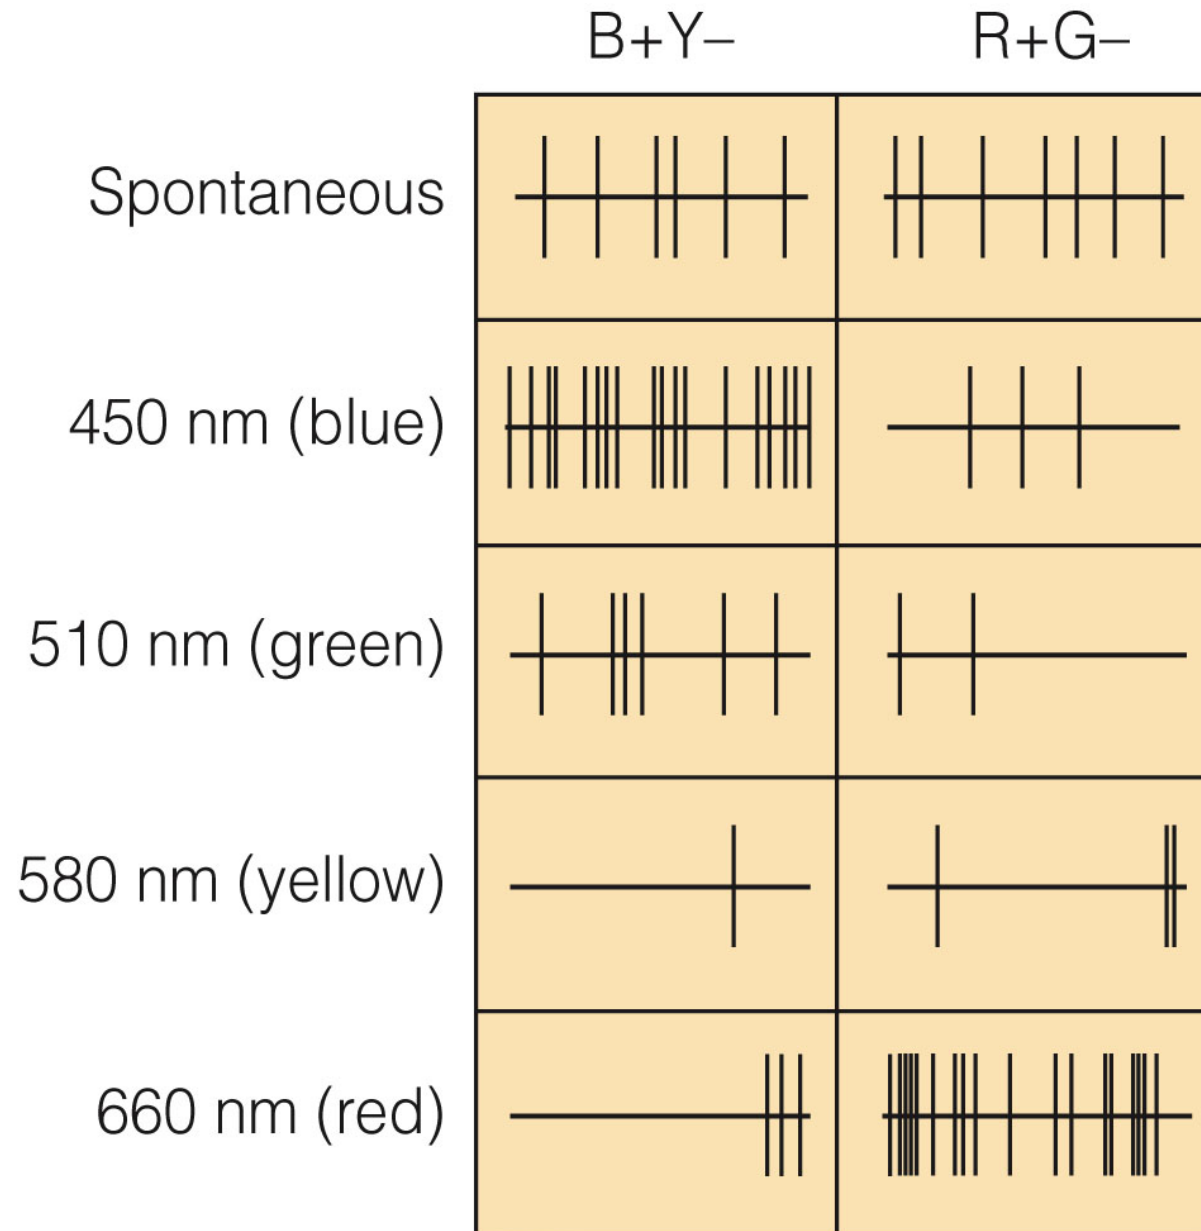 B+Y– R+G–
Spontaneous
450 nm (blue)
510 nm (green)
580 nm (yellow)
660 nm (red)